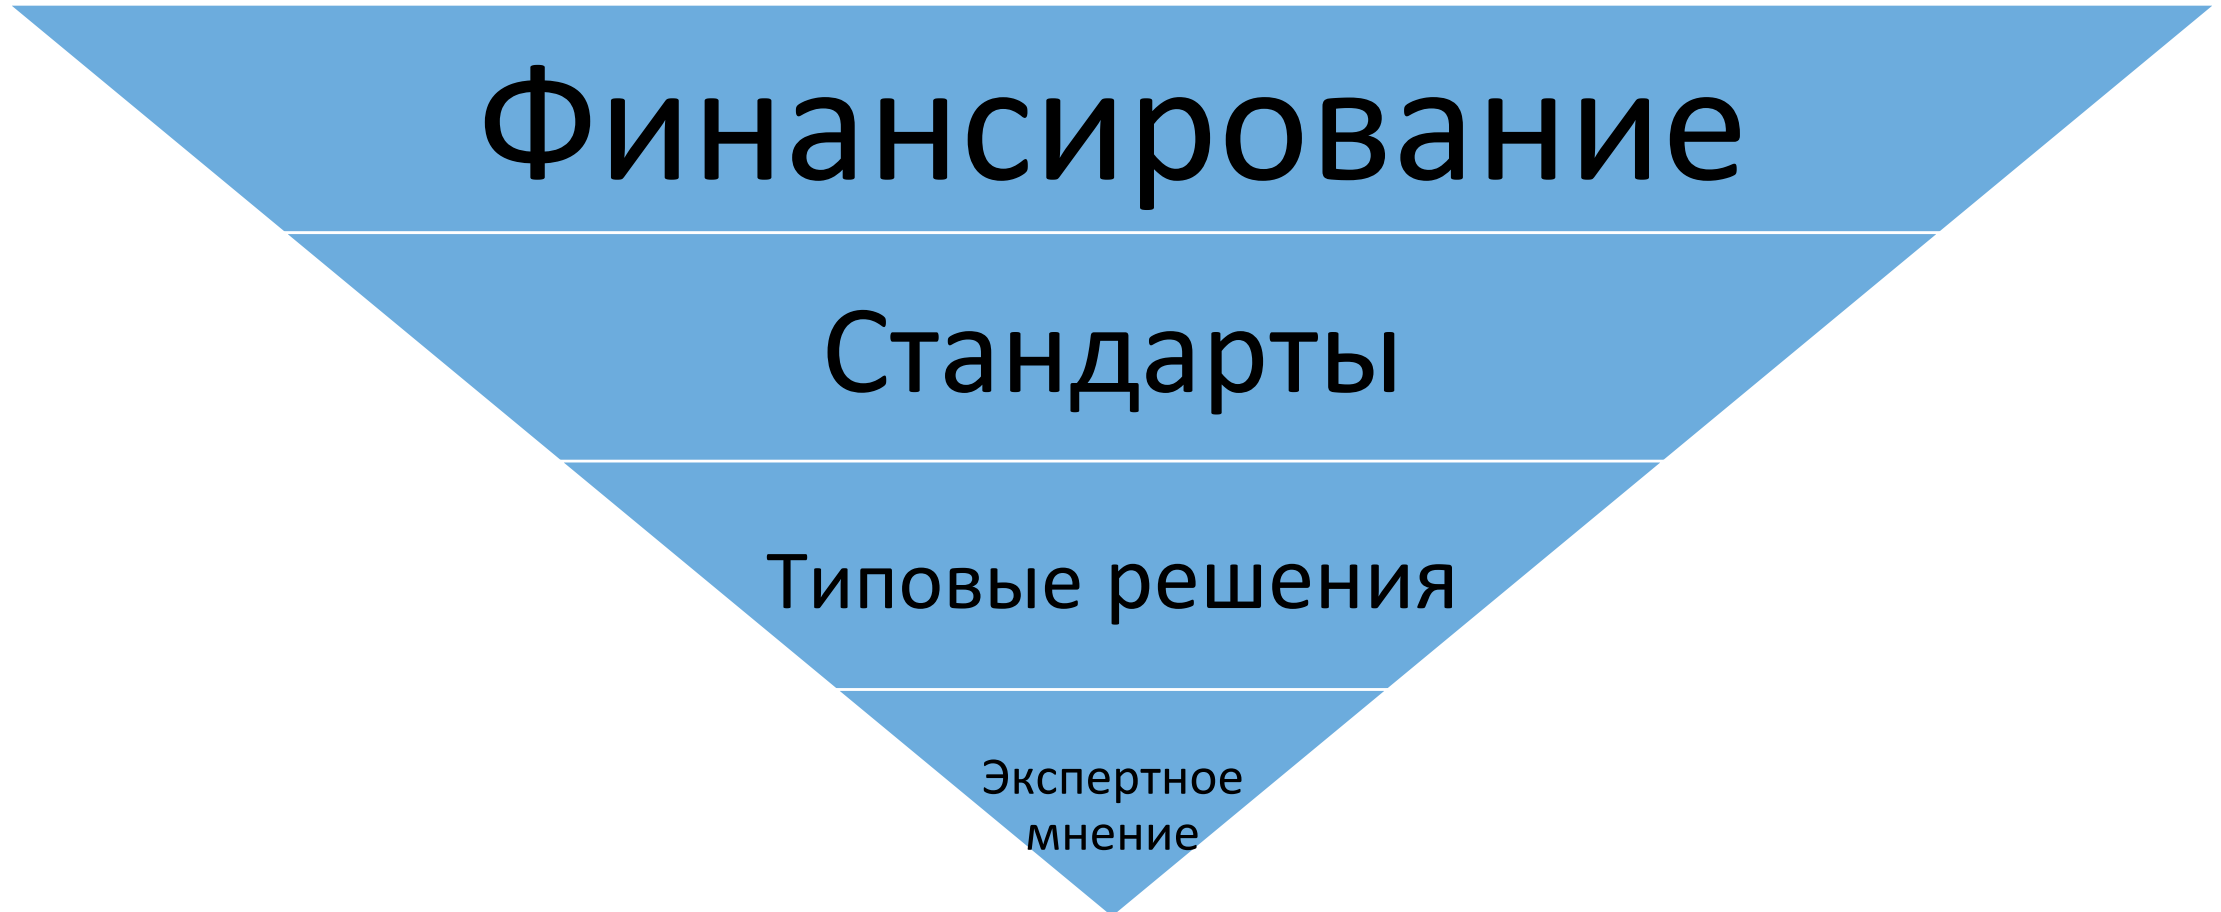 Финансирование
Стандарты
Типовые решения
Экспертное
мнение